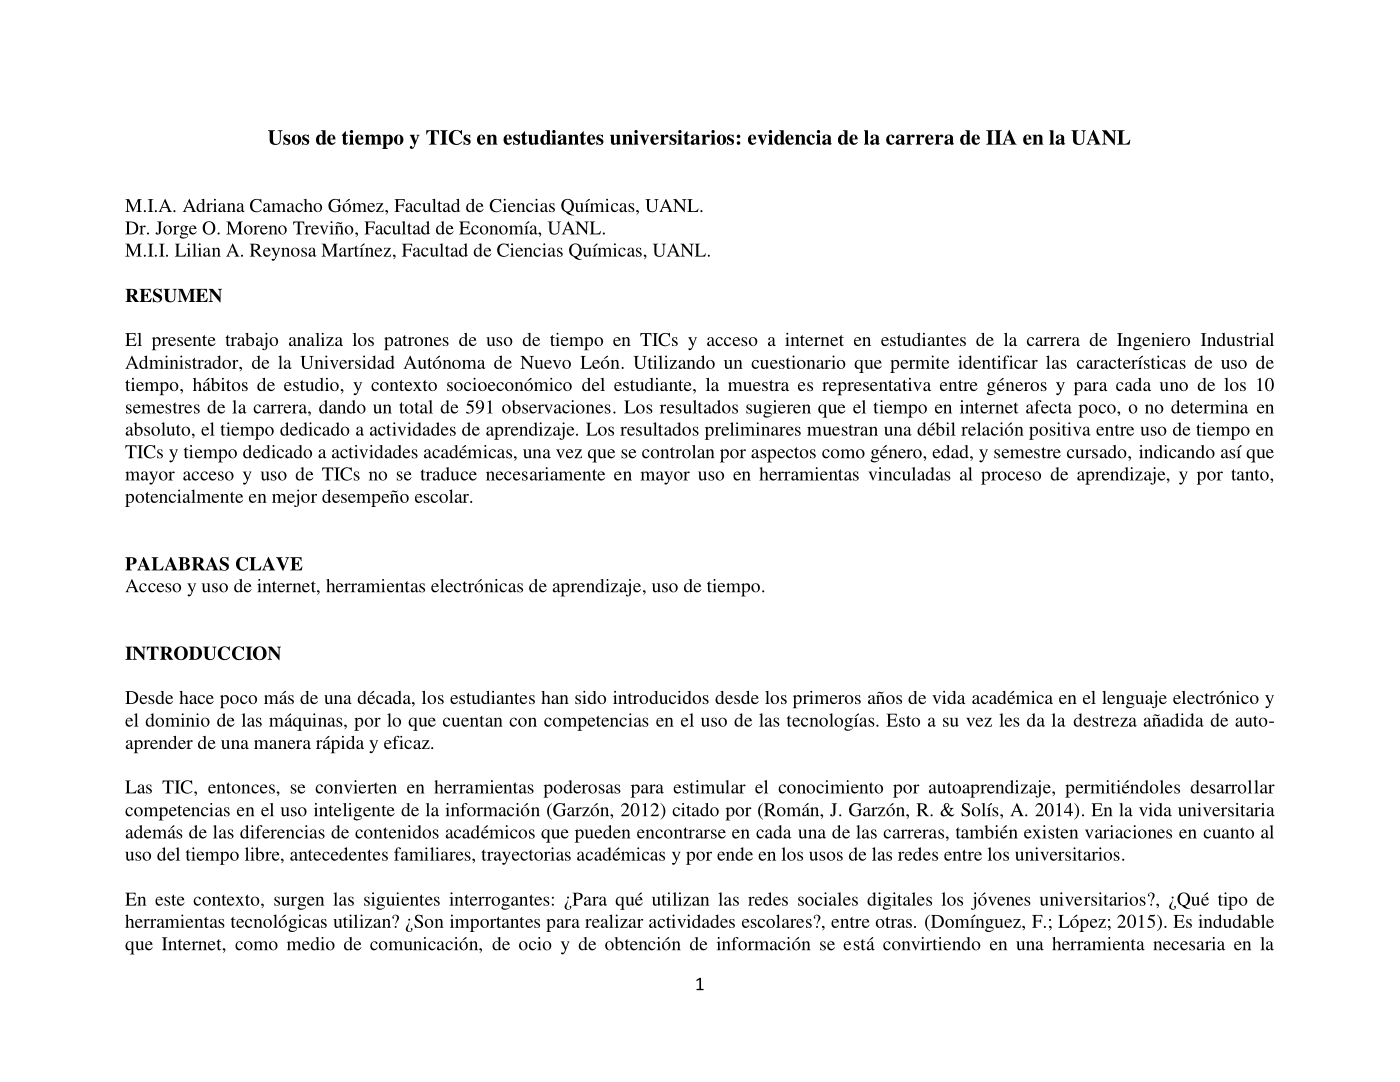 Usos de tiempo y TICs en estudiantes universitarios: evidencia de la carrera de IIA en la UANL
M.I.A. Adriana Camacho Gómez, Facultad de Ciencias Químicas, UANL.
Dr. Jorge O. Moreno Treviño, Facultad de Economía, UANL.
M.I.I. Lilian A. Reynosa Martínez, Facultad de Ciencias Químicas, UANL.
RESUMEN
El presente trabajo analiza los patrones de uso de tiempo en TICs y acceso a internet en estudiantes de la carrera de Ingeniero Industrial
Administrador, de la Universidad Autónoma de Nuevo León. Utilizando un cuestionario que permite identificar las características de uso de
tiempo, hábitos de estudio, y contexto socioeconómico del estudiante, la muestra es representativa entre géneros y para cada uno de los 10
semestres de la carrera, dando un total de 591 observaciones. Los resultados sugieren que el tiempo en internet afecta poco, o no determina en
absoluto, el tiempo dedicado a actividades de aprendizaje. Los resultados preliminares muestran una débil relación positiva entre uso de tiempo en
TICs y tiempo dedicado a actividades académicas, una vez que se controlan por aspectos como género, edad, y semestre cursado, indicando así que
mayor acceso y uso de TICs no se traduce necesariamente en mayor uso en herramientas vinculadas al proceso de aprendizaje, y por tanto,
potencialmente en mejor desempeño escolar.
PALABRAS CLAVE
Acceso y uso de internet, herramientas electrónicas de aprendizaje, uso de tiempo.
INTRODUCCION
Desde hace poco más de una década, los estudiantes han sido introducidos desde los primeros años de vida académica en el lenguaje electrónico y
el dominio de las máquinas, por lo que cuentan con competencias en el uso de las tecnologías. Esto a su vez les da la destreza añadida de auto-
aprender de una manera rápida y eficaz.
Las TIC, entonces, se convierten en herramientas poderosas para estimular el conocimiento por autoaprendizaje, permitiéndoles desarrollar
competencias en el uso inteligente de la información (Garzón, 2012) citado por (Román, J. Garzón, R. & Solís, A. 2014). En la vida universitaria
además de las diferencias de contenidos académicos que pueden encontrarse en cada una de las carreras, también existen variaciones en cuanto al
uso del tiempo libre, antecedentes familiares, trayectorias académicas y por ende en los usos de las redes entre los universitarios.
En este contexto, surgen las siguientes interrogantes: ¿Para qué utilizan las redes sociales digitales los jóvenes universitarios?, ¿Qué tipo de
herramientas tecnológicas utilizan? ¿Son importantes para realizar actividades escolares?, entre otras. (Domínguez, F.; López; 2015). Es indudable
que Internet, como medio de comunicación, de ocio y de obtención de información se está convirtiendo en una herramienta necesaria en la
1